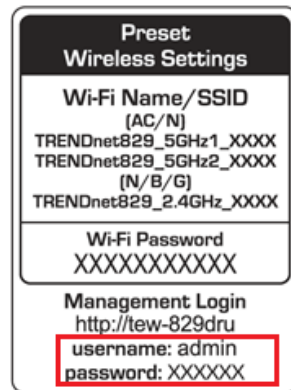 Preset
Wireless Settings
Wi-Fi Name/SSID
(AC/N)
TRENDnet829_5GHz1_XXXX
TRENDnet829_5GHz2_XXXX
(N/B/G)
TRENDnet829_2.4GHz_XXXX
Wi-Fi Password
XXXXXXXXXXX
Management Login
http://tew-829dru
username: admin
password: XXXXXX